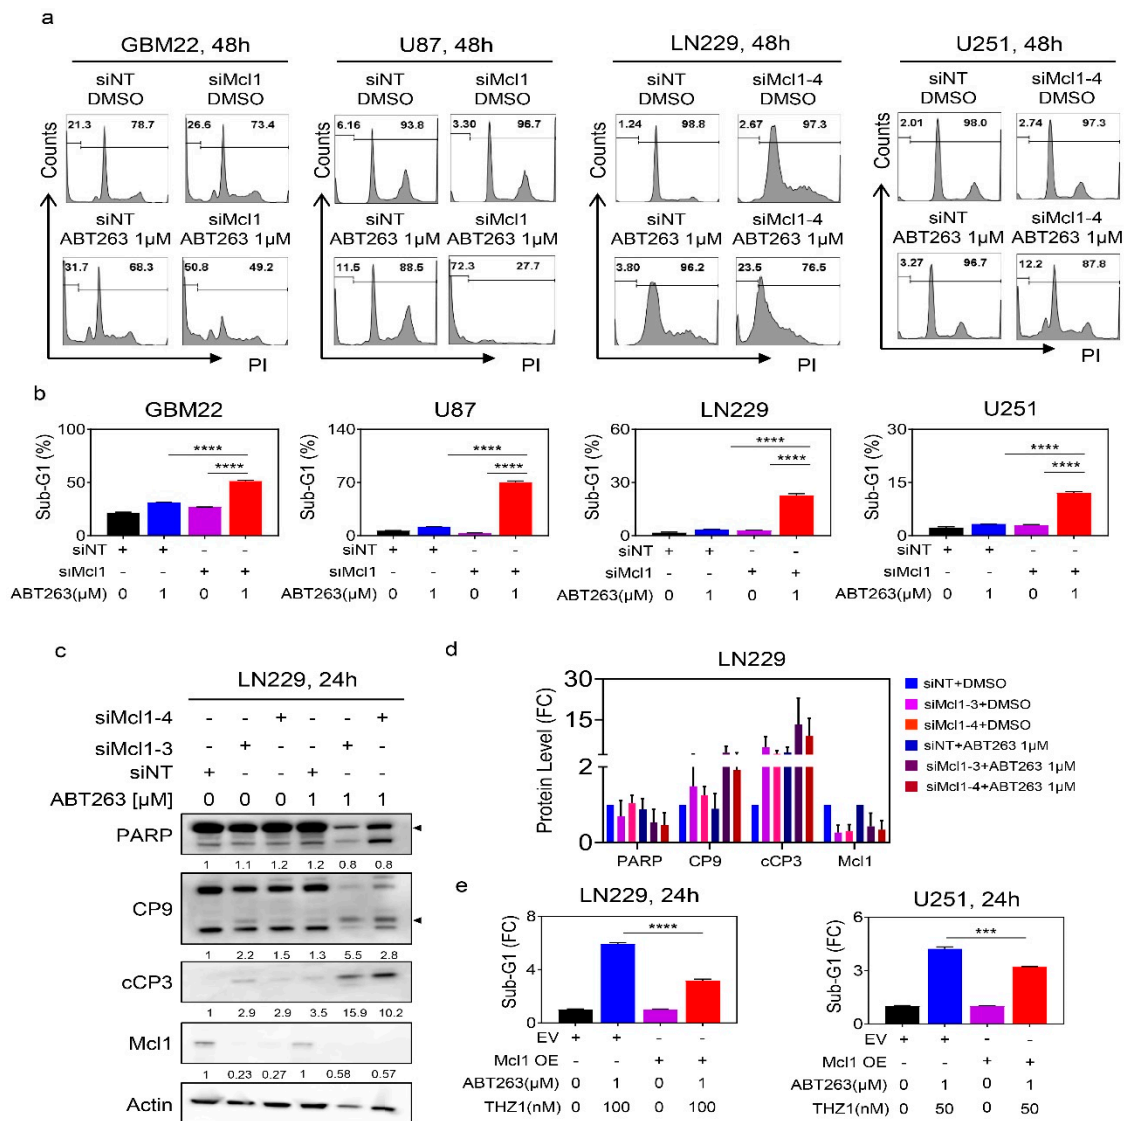 a
GBM22, 48h
U87, 48h
LN229, 48h
U251, 48h
siNT siMcl1 siNT siMcl1 siNT siMcl1-4 siNT siMcl1-4
DMSO DMSO DMSO DMSO DMSO DMSO DMSO DMSO
21.3 78.7 26.6 73.4 6.16 93.8 3.30 96.7 1.24 98.8 2.67 97.3 2.01 98.0 2.74 97.3
Counts Counts Counts Counts
siNT siMcl1 siNT siMcl1 siNT siMcl1-4 siNT siMcl1-4
ABT263 1µM ABT263 1µM ABT263 1µM ABT263 1µM
31.7 68.3 50.8 49.2 11.5 88.5 72.3 27.7 3.80 96.2 23.5 76.5 3.27 96.7 12.2 87.8
PI PI PI PI
b
GBM22
Sub-G1 (%)
100
50
0
****
****
siNT + + - -
siMcl1 - - + +
ABT263(µM) 0 1 0 1
U87
Sub-G1 (%)
140
70
0
****
****
siNT + + - -
siMcl1 - - + +
ABT263(µM) 0 1 0 1
LN229
Sub-G1 (%)
60
30
0
****
****
siNT + + - -
siMcl1 - - + +
ABT263(µM) 0 1 0 1
U251
Sub-G1 (%)
30
15
0
****
****
siNT + + - -
siMcl1 - - + +
ABT263(µM) 0 1 0 1
c
LN229, 24h
siMcl1-4 - - + - - +
siMcl1-3 - + - - + -
siNT + - - + - -
ABT263 [µM] 0 0 0 1 1 1
PARP
1 1.1 1.2 1.2 0.8 0.8
CP9
1 2.2 1.5 1.3 5.5 2.8
cCP3
1 2.9 2.9 3.5 15.9 10.2
Mcl1
1 0.23 0.27 1 0.58 0.57
Actin
d
LN229
Protein Level (FC)
30
15
2
0
PARP CP9 cCP3 Mcl1
siNT+DMSO
siMcl1-3+DMSO
siMcl1-4+DMSO
siNT+ABT263 1µM
siMcl1-3+ABT263 1µM
siMcl1-4+ABT263 1µM
e
LN229, 24h
Sub-G1 (FC)
8
4
0
****
EV + + - -
Mcl1 OE - - + +
ABT263(µM) 0 1 0 1
THZ1(nM) 0 100 0 100
U251, 24h
Sub-G1 (FC)
6
3
0
***
EV + + - -
Mcl1 OE - - + +
ABT263(µM) 0 1 0 1
THZ1(nM) 0 50 0 50